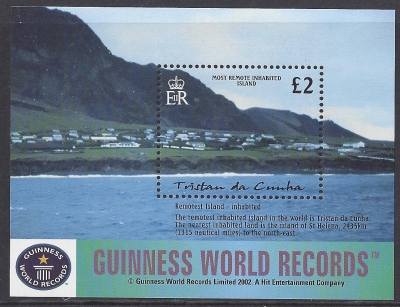 MOST REMOTE INHABITED
ISLAND
£2
EIIR
Tristan da Cunha
Remotest Island - inhabited
The remotest inhabited island in the world is Tristan da Cunha.
The nearest inhabited land is the island of St Helena, 2435km
(1315 nautical miles) to the north-east.
GUINNESS
WORLD
RECORDS
GUINNESS WORLD RECORDS™
© Guinness World Records Limited 2002 A Hit Entertainment Company